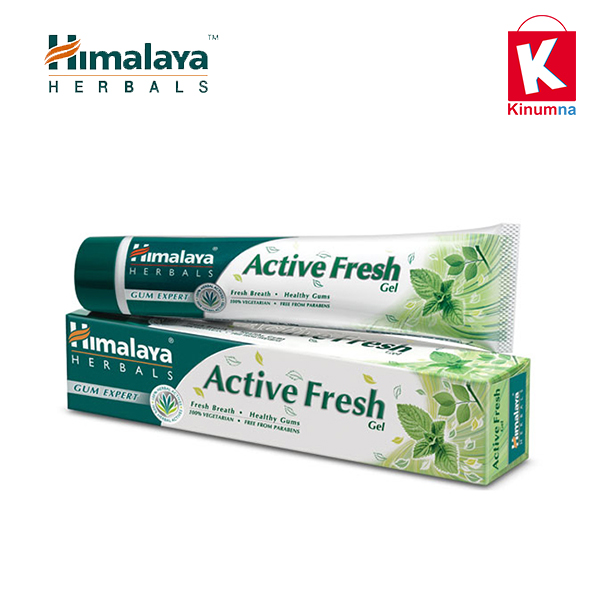 Himalaya™
HERBALS
K
Kinumna
Himalaya
HERBALS
GUM EXPERT
Active Fresh
Gel
Fresh Breath • Healthy Gums
100% VEGETARIAN • FREE FROM PARABENS
Himalaya®
HERBALS
GUM EXPERT
Active Fresh
Gel
Fresh Breath • Healthy Gums
100% VEGETARIAN • FREE FROM PARABENS
Active Fresh
Gel
Himalaya
HERBALS